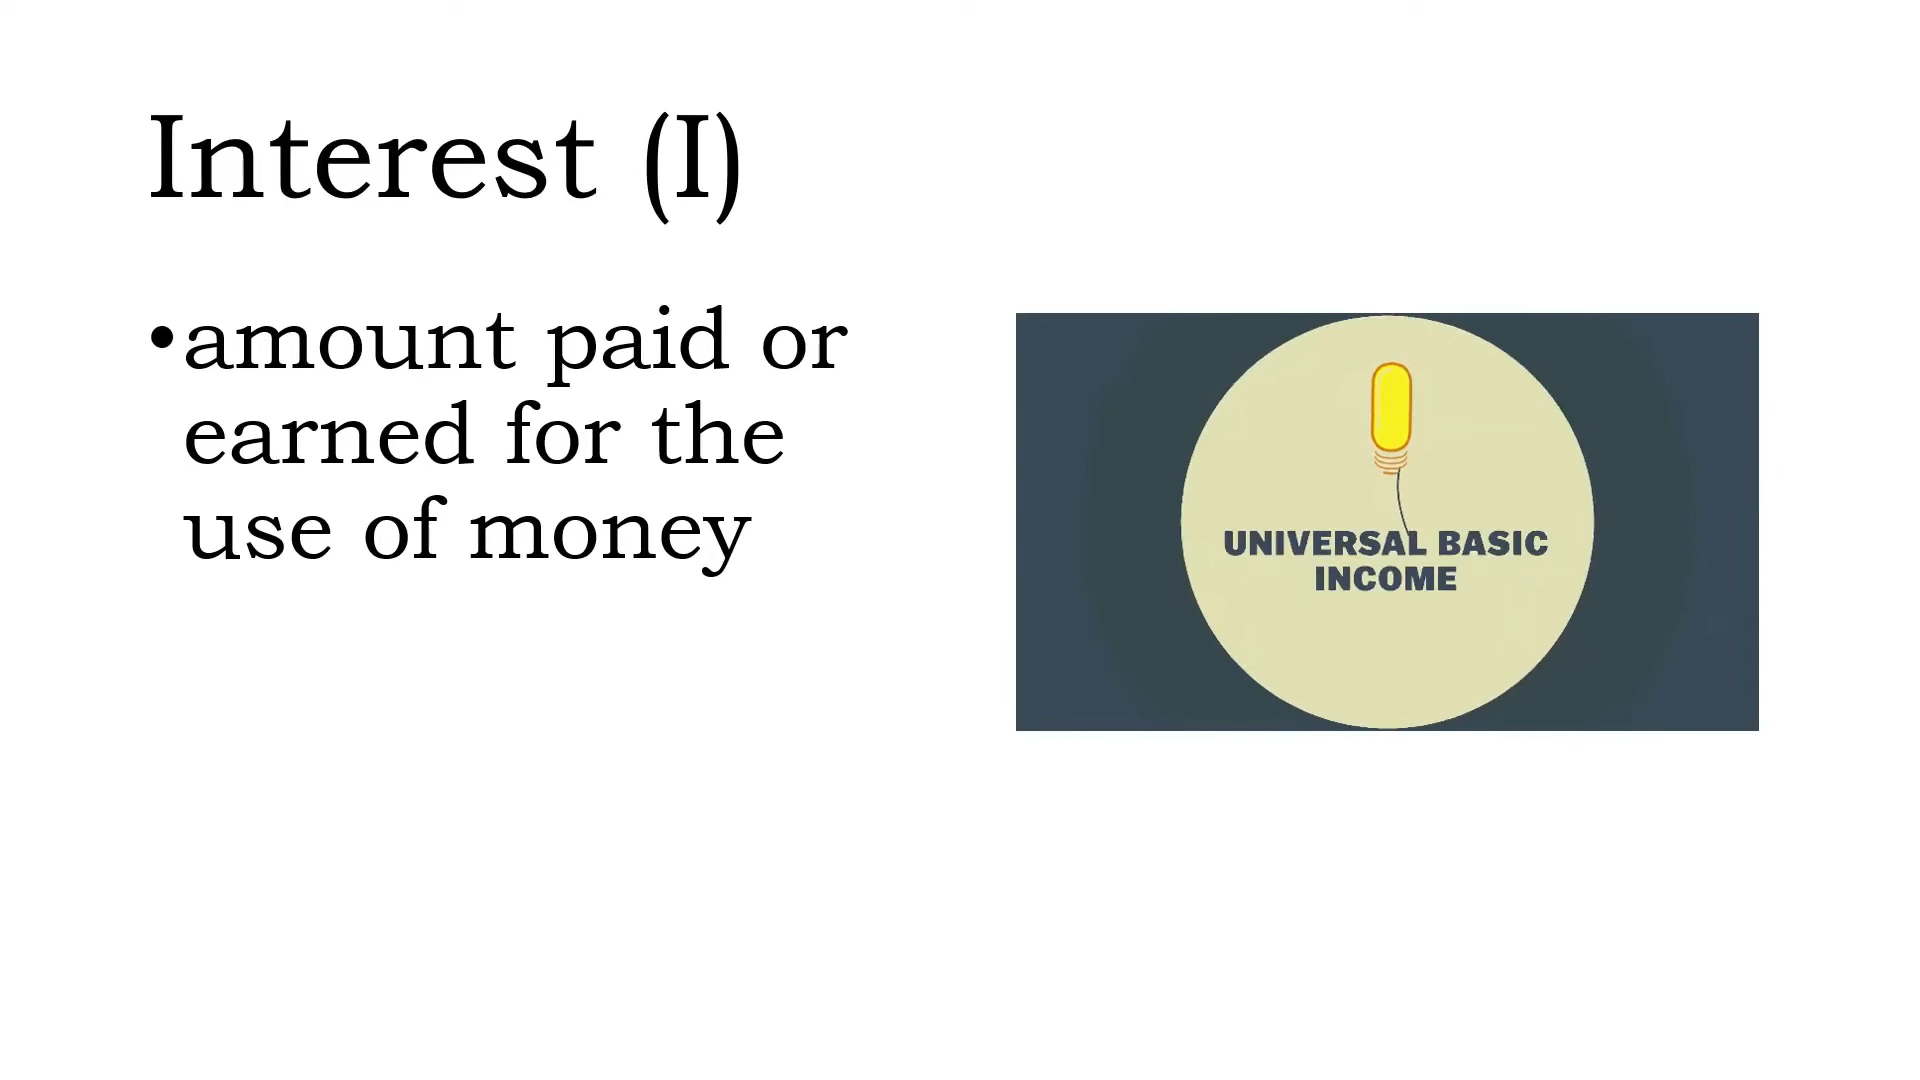 Interest (I)
•amount paid or
earned for the
use of money
UNIVERSAL BASIC
INCOME